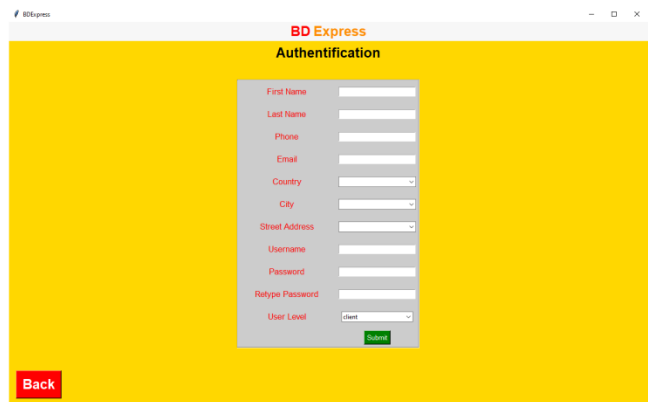 BDExpress
BD Express
Authentification
First Name
Last Name
Phone
Email
Country
City
Street Address
Username
Password
Retype Password
User Level client
Submit
Back